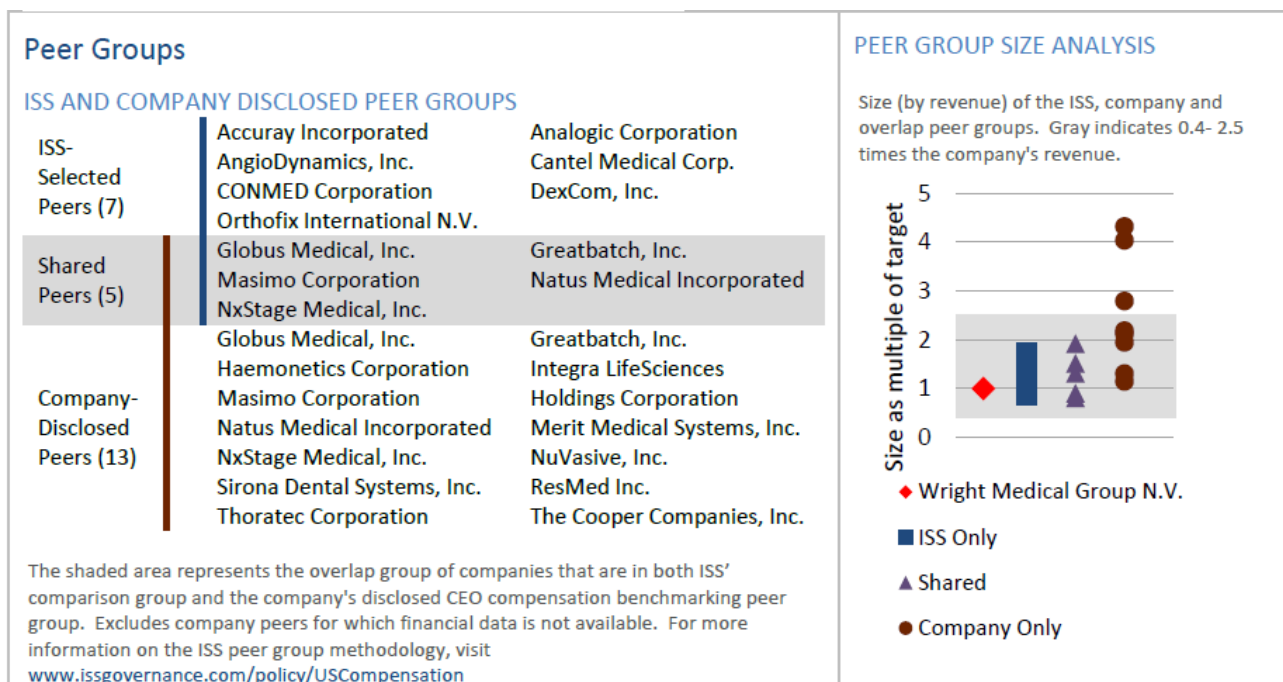 Peer Groups
ISS AND COMPANY DISCLOSED PEER GROUPS
ISS-
Selected
Peers (7)
Accuray Incorporated
AngioDynamics, Inc.
CONMED Corporation
Orthofix International N.V.
Analogic Corporation
Cantel Medical Corp.
DexCom, Inc.
Shared
Peers (5)
Globus Medical, Inc.
Masimo Corporation
NxStage Medical, Inc.
Greatbatch, Inc.
Natus Medical Incorporated
Company-
Disclosed
Peers (13)
Globus Medical, Inc.
Haemonetics Corporation
Masimo Corporation
Natus Medical Incorporated
NxStage Medical, Inc.
Sirona Dental Systems, Inc.
Thoratec Corporation
Greatbatch, Inc.
Integra LifeSciences
Holdings Corporation
Merit Medical Systems, Inc.
NuVasive, Inc.
ResMed Inc.
The Cooper Companies, Inc.
The shaded area represents the overlap group of companies that are in both ISS'
comparison group and the company's disclosed CEO compensation benchmarking peer
group. Excludes company peers for which financial data is not available. For more
information on the ISS peer group methodology, visit
www.issgovernance.com/policy/USCompensation
PEER GROUP SIZE ANALYSIS
Size (by revenue) of the ISS, company and
overlap peer groups. Gray indicates 0.4- 2.5
times the company's revenue.
Size as multiple of target
5
4
3
2
1
0
Wright Medical Group N.V.
ISS Only
Shared
Company Only